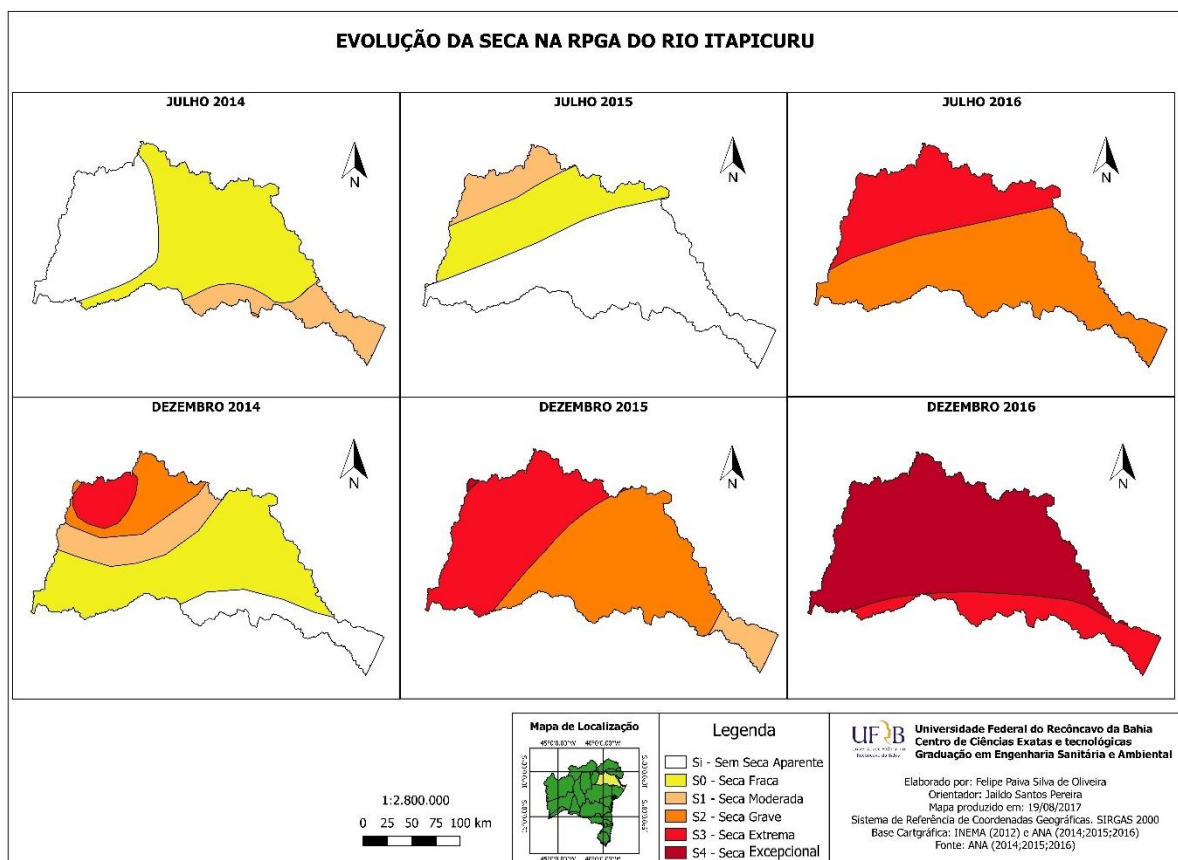 EVOLUÇÃO DA SECA NA RPGA DO RIO ITAPICURU
JULHO 2014
JULHO 2015
JULHO 2016
N
N
N
DEZEMBRO 2014
DEZEMBRO 2015
DEZEMBRO 2016
N
N
N
1:2.800.000
0 25 50 75 100 km
Mapa de Localização
Legenda
Si - Sem Seca Aparente
S0 - Seca Fraca
S1 - Seca Moderada
S2 - Seca Grave
S3 - Seca Extrema
S4 - Seca Excepcional
UFRB
Universidade Federal do Recôncavo da Bahia
Centro de Ciências Exatas e tecnológicas
Graduação em Engenharia Sanitária e Ambiental
Elaborado por: Felipe Paiva Silva de Oliveira
Orientador: Jaildo Santos Pereira
Mapa produzido em: 19/08/2017
Sistema de Referência de Coordenadas Geográficas. SIRGAS 2000
Base Cartgráfica: INEMA (2012) e ANA (2014;2015;2016)
Fonte: ANA (2014;2015;2016)